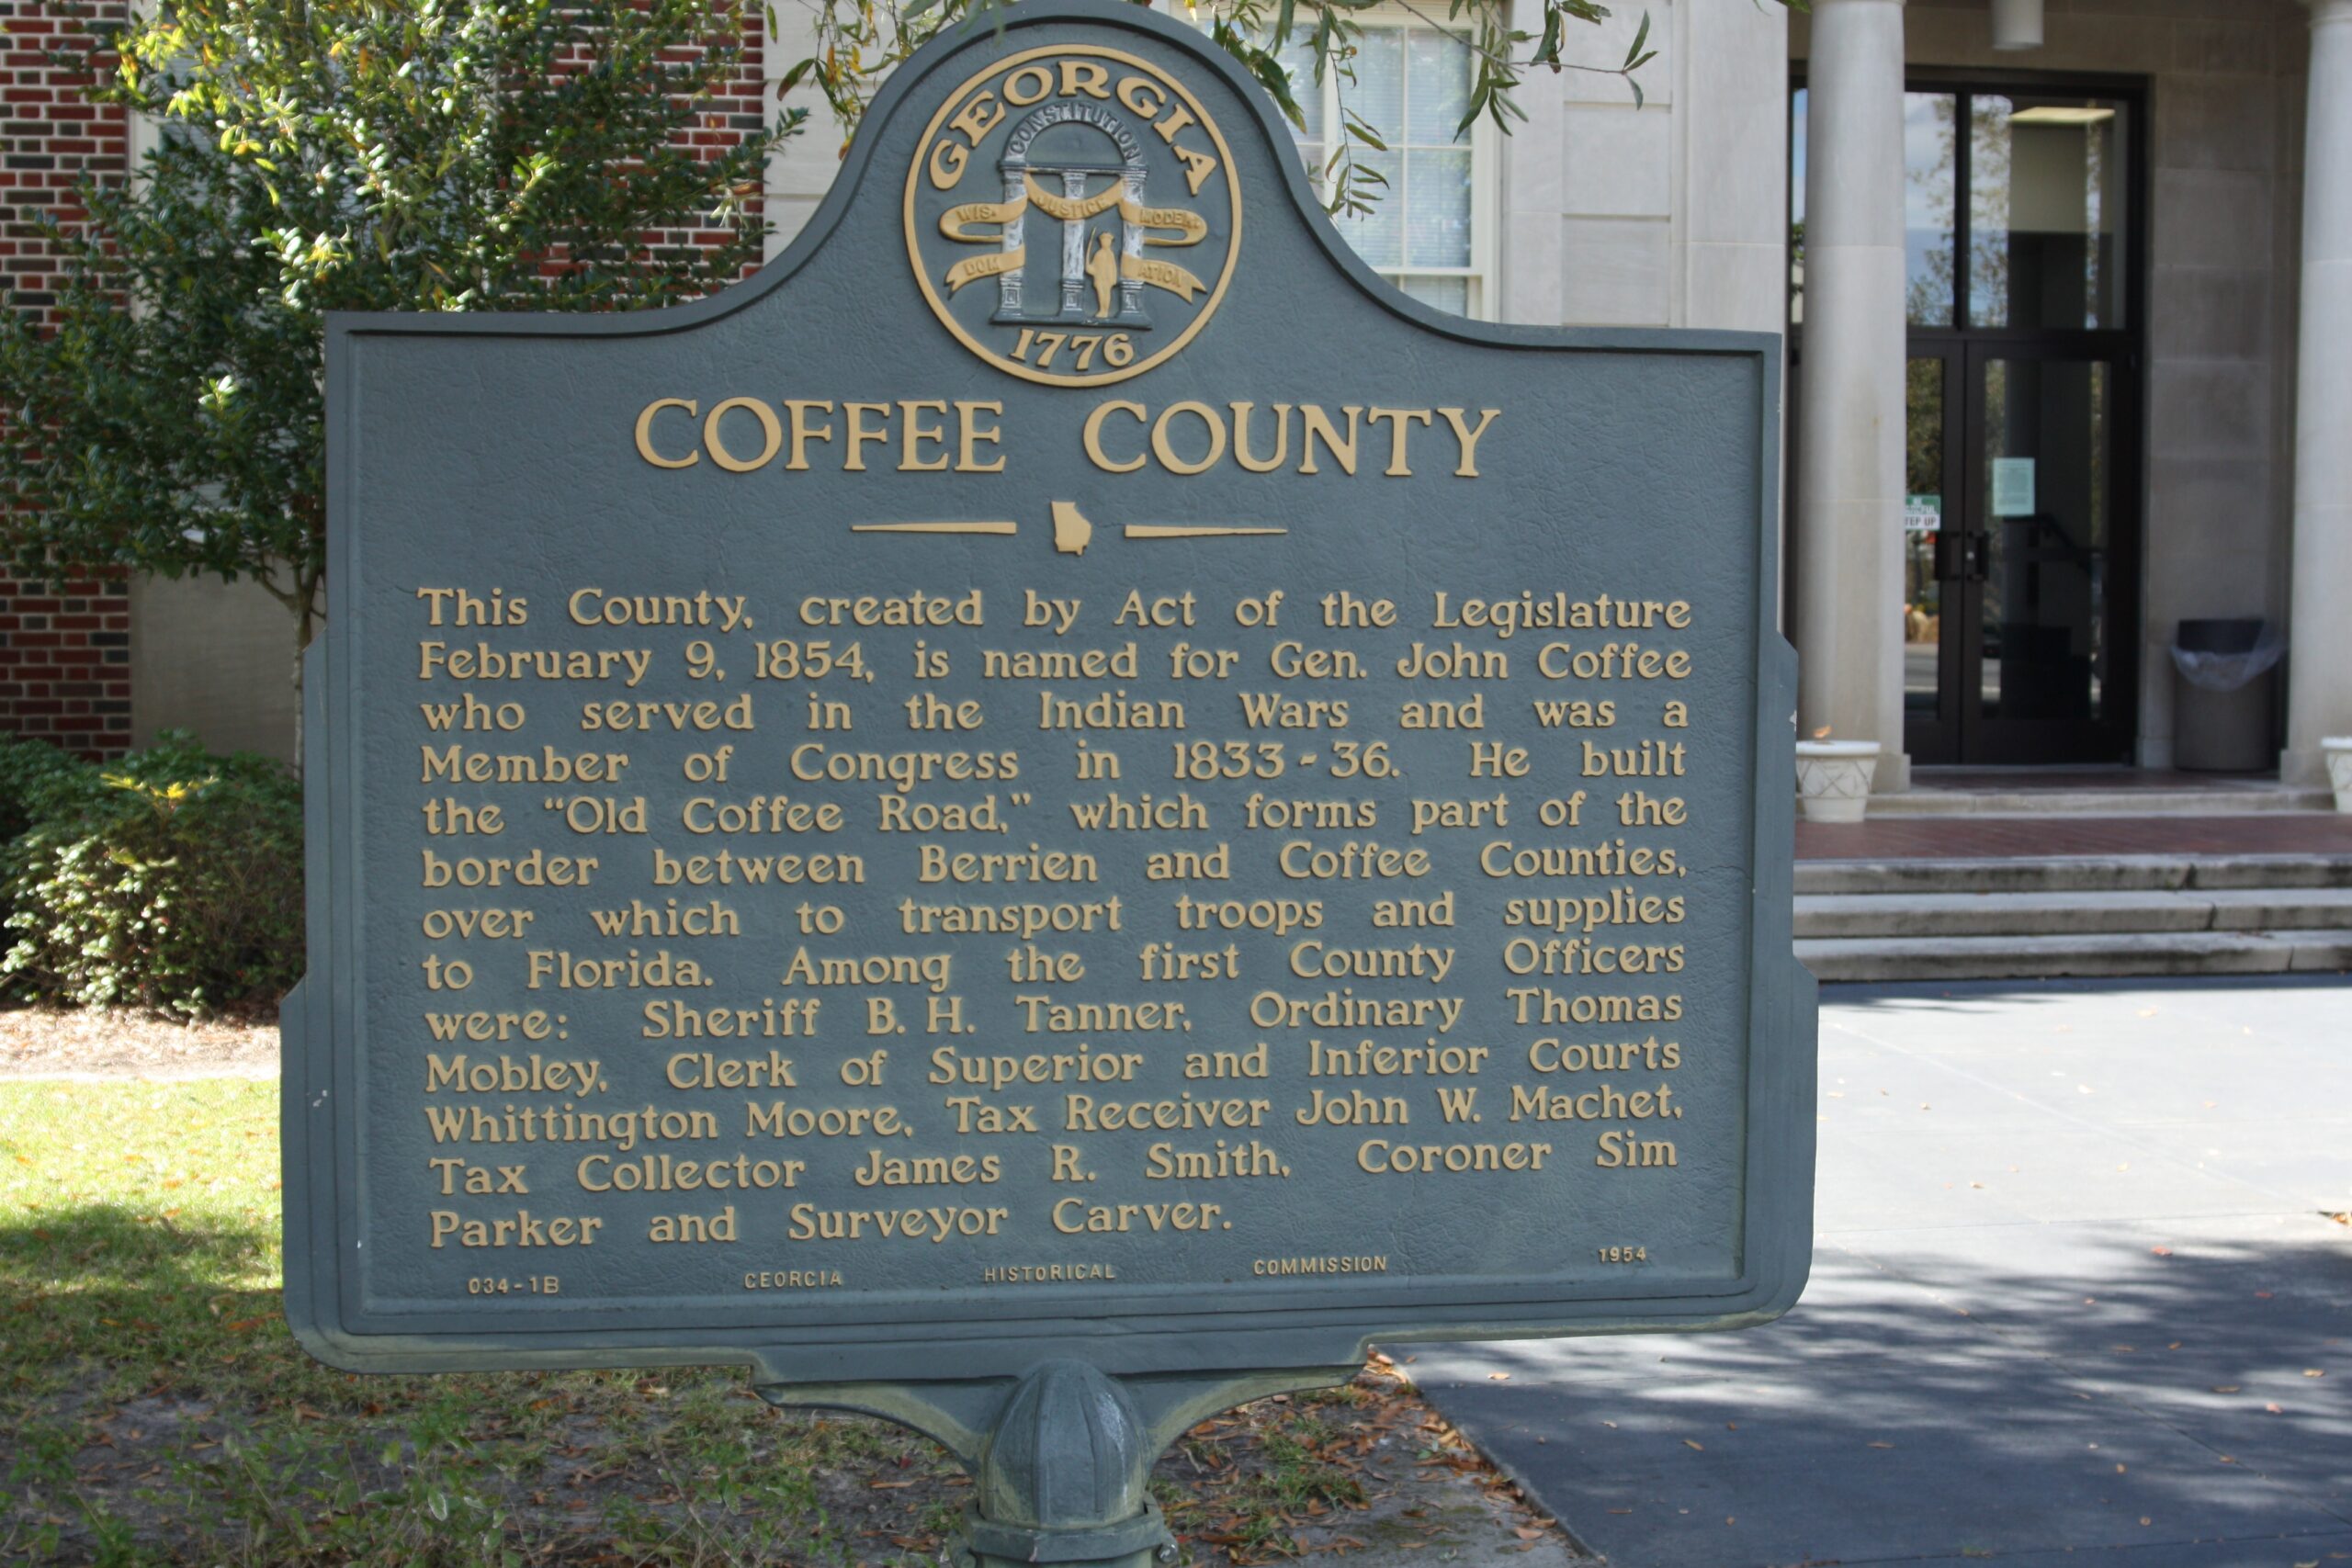 GEORGIA
CONSTITUTION
WIS- JUSTICE MODER-
DOM ATION
1776
COFFEE COUNTY
This County, created by Act of the Legislature
February 9, 1854, is named for Gen. John Coffee
who served in the Indian Wars and was a
Member of Congress in 1833-36. He built
the “Old Coffee Road,” which forms part of the
border between Berrien and Coffee Counties,
over which to transport troops and supplies
to Florida. Among the first County Officers
were: Sheriff B. H. Tanner, Ordinary Thomas
Mobley, Clerk of Superior and Inferior Courts
Whittington Moore, Tax Receiver John W. Machet,
Tax Collector James R. Smith, Coroner Sim
Parker and Surveyor Carver.
034-1B GEORGIA HISTORICAL COMMISSION 1954